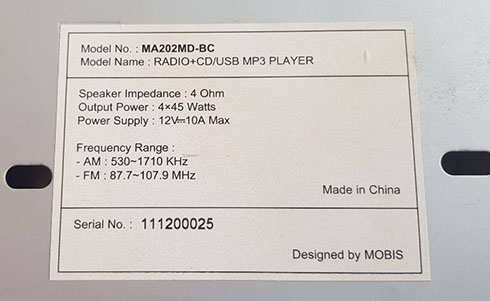 Model No. : MA202MD-BC
Model Name : RADIO+CD/USB MP3 PLAYER
Speaker Impedance : 4 Ohm
Output Power : 4×45 Watts
Power Supply : 12V⎓10A Max
Frequency Range :
- AM : 530~1710 KHz
- FM : 87.7~107.9 MHz
Made in China
Serial No. : 111200025
Designed by MOBIS